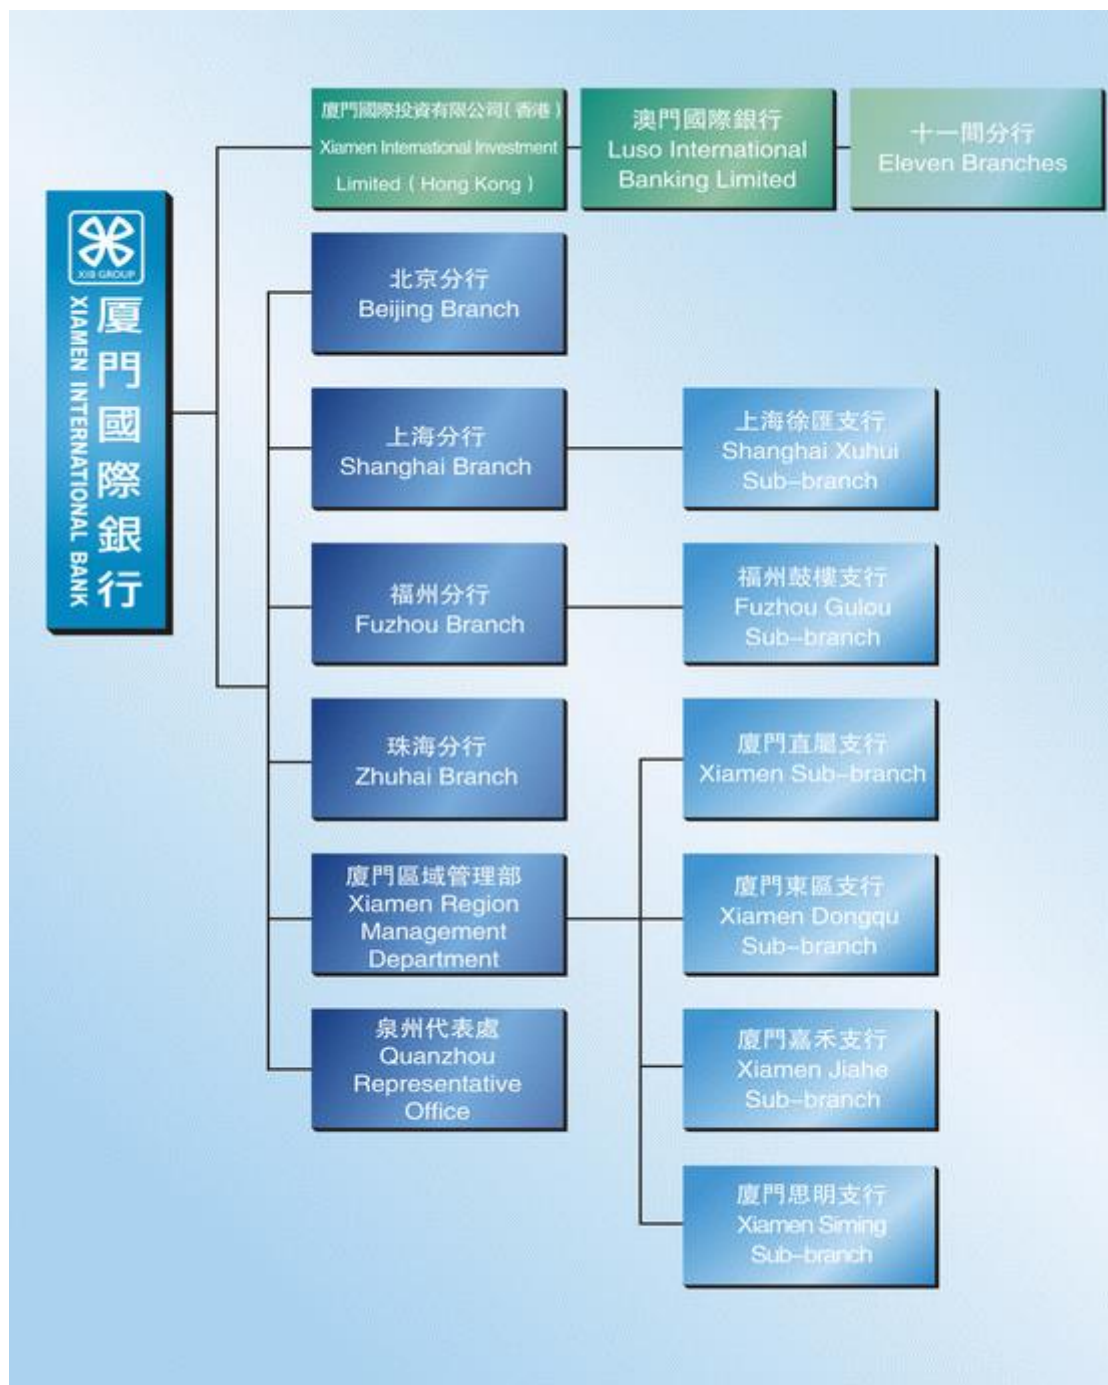 XIB GROUP
廈門國際銀行
XIAMEN INTERNATIONAL BANK
廈門國際投資有限公司(香港)
Xiamen International Investment
Limited (Hong Kong)
澳門國際銀行
Luso International
Banking Limited
十一間分行
Eleven Branches
北京分行
Beijing Branch
上海分行
Shanghai Branch
上海徐匯支行
Shanghai Xuhui
Sub-branch
福州分行
Fuzhou Branch
福州鼓樓支行
Fuzhou Gulou
Sub-branch
珠海分行
Zhuhai Branch
廈門直屬支行
Xiamen Sub-branch
廈門區域管理部
Xiamen Region
Management
Department
廈門東區支行
Xiamen Dongqu
Sub-branch
泉州代表處
Quanzhou
Representative
Office
廈門嘉禾支行
Xiamen Jiahe
Sub-branch
廈門思明支行
Xiamen Siming
Sub-branch